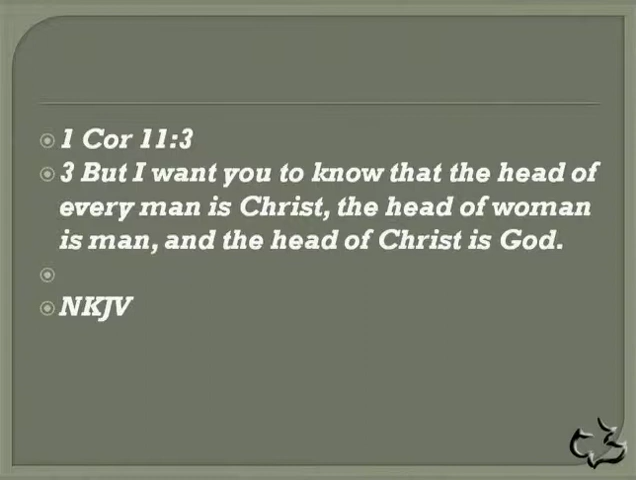 1 Cor 11:3
3 But I want you to know that the head of
every man is Christ, the head of woman
is man, and the head of Christ is God.
NKJV